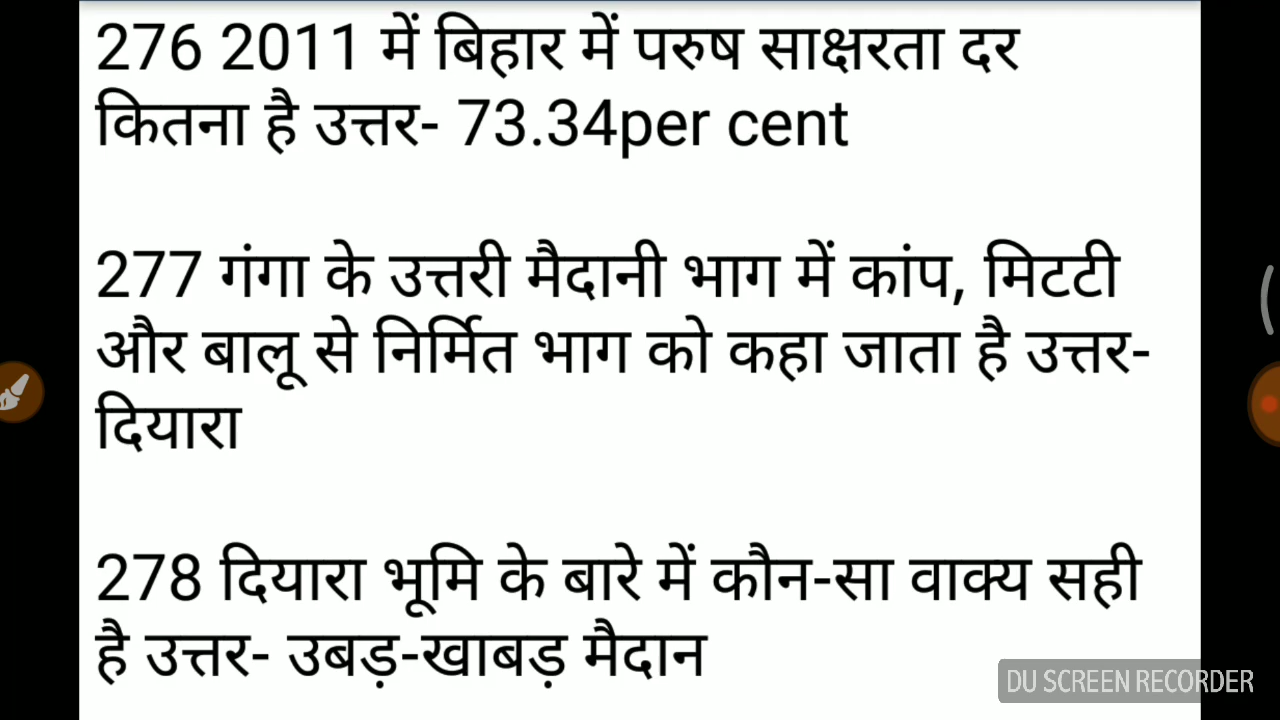 276 2011 में बिहार में परुष साक्षरता दर
कितना है उत्तर- 73.34per cent
277 गंगा के उत्तरी मैदानी भाग में कांप, मिटटी
और बालू से निर्मित भाग को कहा जाता है उत्तर-
दियारा
278 दियारा भूमि के बारे में कौन-सा वाक्य सही
है उत्तर- उबड़-खाबड़ मैदान
DU SCREEN RECORDER